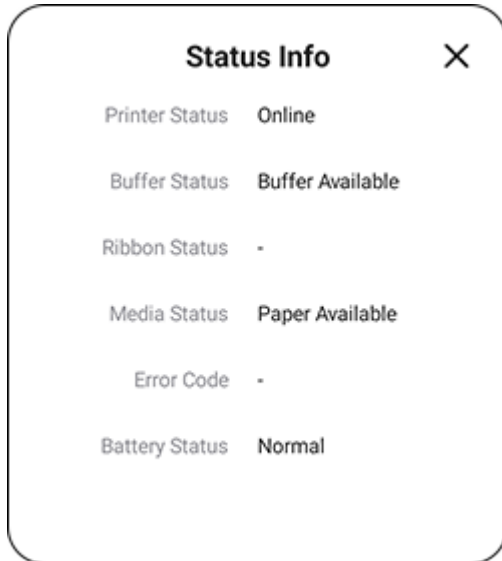 Status Info
Printer Status Online
Buffer Status Buffer Available
Ribbon Status -
Media Status Paper Available
Error Code -
Battery Status Normal